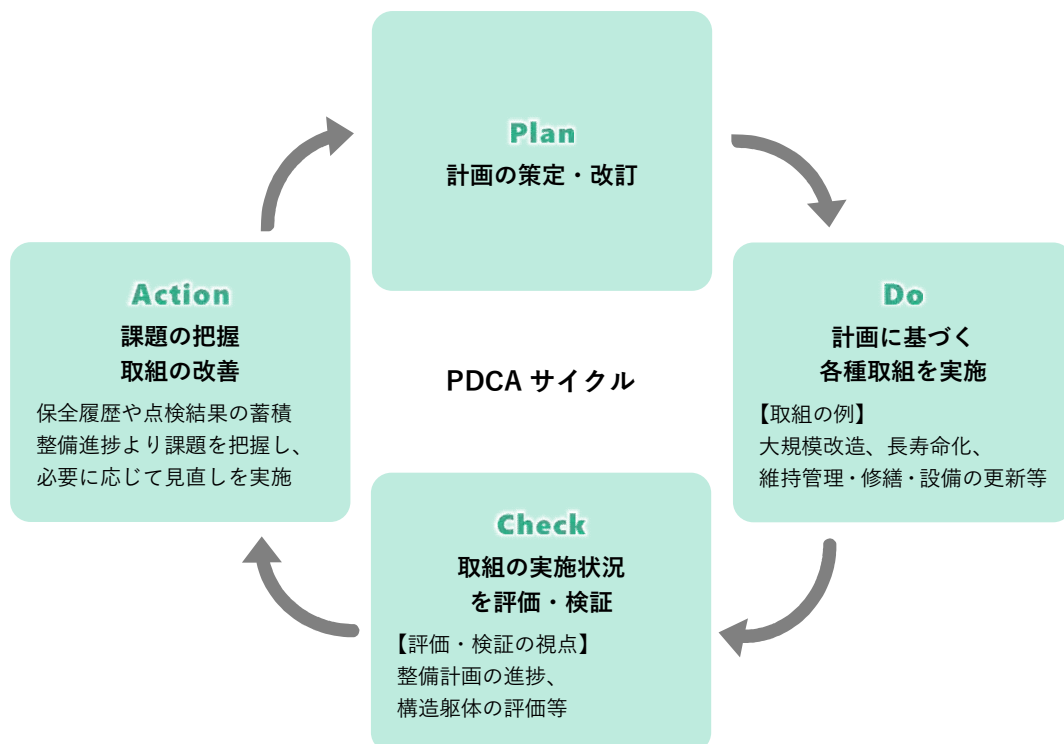 Plan
計画の策定・改訂
Do
計画に基づく
各種取組を実施
【取組の例】
大規模改造、長寿命化、
維持管理・修繕・設備の更新等
Check
取組の実施状況
を評価・検証
【評価・検証の視点】
整備計画の進捗、
構造躯体の評価等
Action
課題の把握
取組の改善
保全履歴や点検結果の蓄積
整備進捗より課題を把握し、
必要に応じて見直しを実施
PDCA サイクル